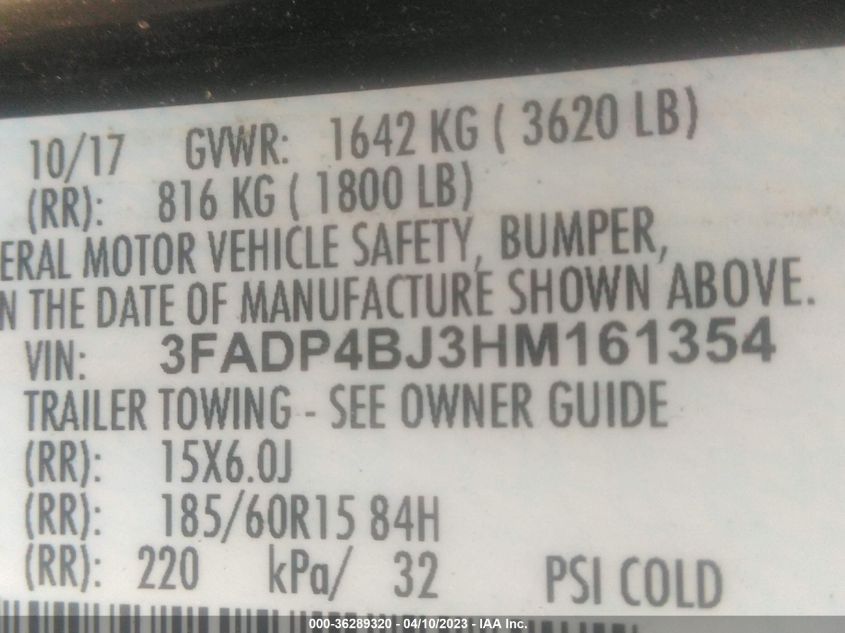 10/17 GVWR: 1642 KG ( 3620 LB)
(RR): 816 KG ( 1800 LB)
ERAL MOTOR VEHICLE SAFETY, BUMPER,
N THE DATE OF MANUFACTURE SHOWN ABOVE.
VIN: 3FADP4BJ3HM161354
TRAILER TOWING - SEE OWNER GUIDE
(RR): 15X6.0J
(RR): 185/60R15 84H
(RR): 220 kPa/ 32 PSI COLD
000-36289320 - 04/10/2023 - IAA Inc.